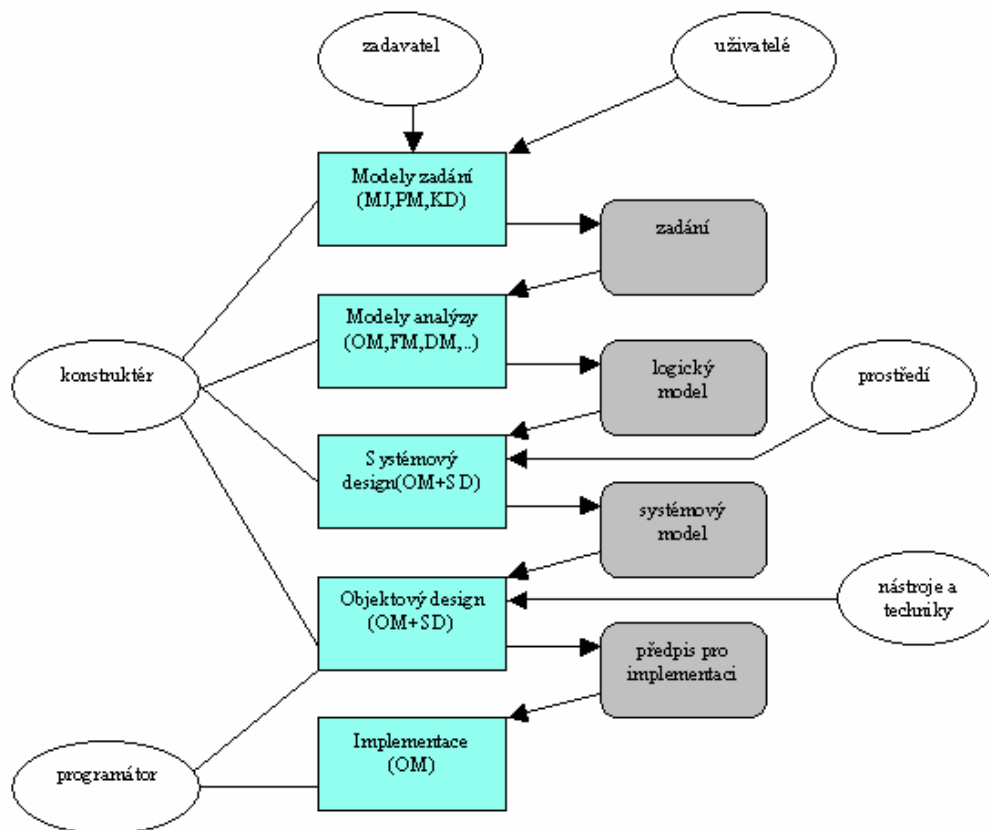 zadavatel
uživatelé
Modely zadání
(MJ,PM,KD)
zadání
Modely analýzy
(OM,FM,DM,..)
konstruktér
logický
model
prostředí
Systémový
design(OM+SD)
systémový
model
Objektový design
(OM+SD)
nástroje a
techniky
předpis pro
implementaci
Implementace
(OM)
programátor